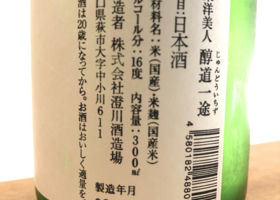 洋美人 醇道一途
じゅんどういちず
目:日本酒
材料名:米(国産)・米麹(国産米)
ルコール分:16度 内容量:300㎖
造者 株式会社澄川酒造場
口県萩市大字中小川611
酒は20歳になってから。お酒はおいしく適量を
製造年月
45801824880